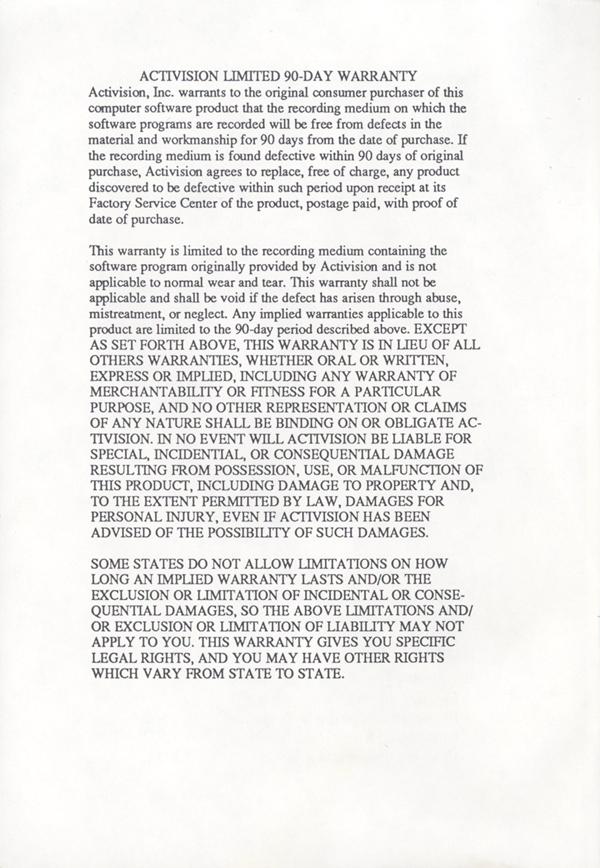 ACTIVISION LIMITED 90-DAY WARRANTY
Activision, Inc. warrants to the original consumer purchaser of this
computer software product that the recording medium on which the
software programs are recorded will be free from defects in the
material and workmanship for 90 days from the date of purchase. If
the recording medium is found defective within 90 days of original
purchase, Activision agrees to replace, free of charge, any product
discovered to be defective within such period upon receipt at its
Factory Service Center of the product, postage paid, with proof of
date of purchase.
This warranty is limited to the recording medium containing the
software program originally provided by Activision and is not
applicable to normal wear and tear. This warranty shall not be
applicable and shall be void if the defect has arisen through abuse,
mistreatment, or neglect. Any implied warranties applicable to this
product are limited to the 90-day period described above. EXCEPT
AS SET FORTH ABOVE, THIS WARRANTY IS IN LIEU OF ALL
OTHERS WARRANTIES, WHETHER ORAL OR WRITTEN,
EXPRESS OR IMPLIED, INCLUDING ANY WARRANTY OF
MERCHANTABILITY OR FITNESS FOR A PARTICULAR
PURPOSE, AND NO OTHER REPRESENTATION OR CLAIMS
OF ANY NATURE SHALL BE BINDING ON OR OBLIGATE AC-
TIVISION. IN NO EVENT WILL ACTIVISION BE LIABLE FOR
SPECIAL, INCIDENTAL, OR CONSEQUENTIAL DAMAGE
RESULTING FROM POSSESSION, USE, OR MALFUNCTION OF
THIS PRODUCT, INCLUDING DAMAGE TO PROPERTY AND,
TO THE EXTENT PERMITTED BY LAW, DAMAGES FOR
PERSONAL INJURY, EVEN IF ACTIVISION HAS BEEN
ADVISED OF THE POSSIBILITY OF SUCH DAMAGES.
SOME STATES DO NOT ALLOW LIMITATIONS ON HOW
LONG AN IMPLIED WARRANTY LASTS AND/OR THE
EXCLUSION OR LIMITATION OF INCIDENTAL OR CONSE-
QUENTIAL DAMAGES, SO THE ABOVE LIMITATIONS AND/
OR EXCLUSION OR LIMITATION OF LIABILITY MAY NOT
APPLY TO YOU. THIS WARRANTY GIVES YOU SPECIFIC
LEGAL RIGHTS, AND YOU MAY HAVE OTHER RIGHTS
WHICH VARY FROM STATE TO STATE.